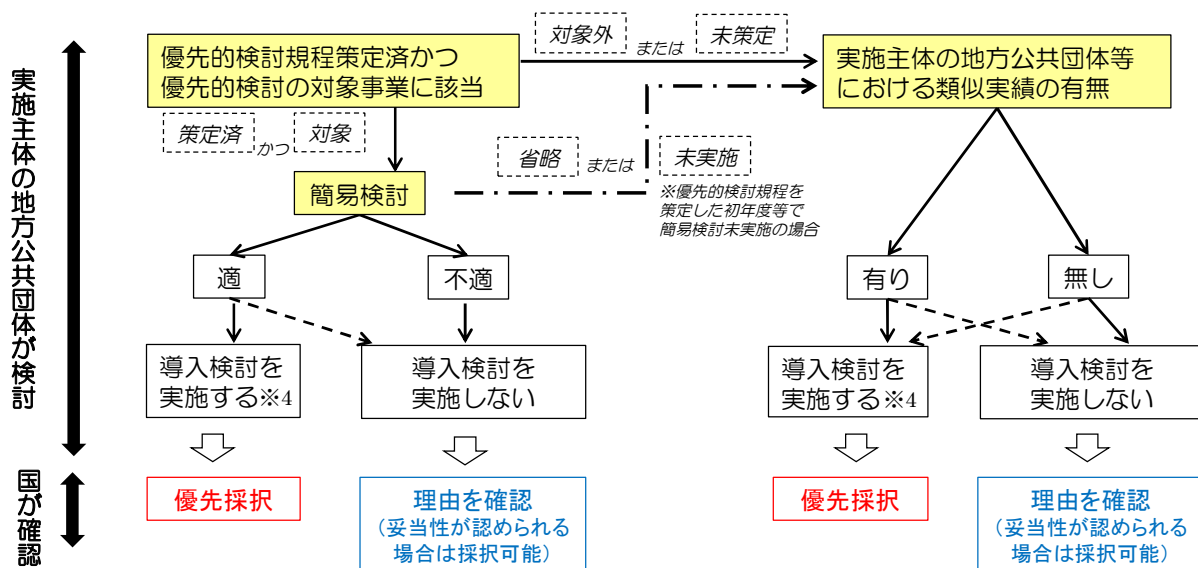 実施主体の地方公共団体が検討
国が確認
優先的検討規程策定済かつ
優先的検討の対象事業に該当
対象外
または
未策定
実施主体の地方公共団体等
における類似実績の有無
策定済
かつ
対象
省略
または
未実施
※優先的検討規程を
策定した初年度等で
簡易検討未実施の場合
簡易検討
適
不適
有り
無し
導入検討を
実施する※4
導入検討を
実施しない
導入検討を
実施する※4
導入検討を
実施しない
優先採択
理由を確認
(妥当性が認められる
場合は採択可能)
優先採択
理由を確認
(妥当性が認められる
場合は採択可能)